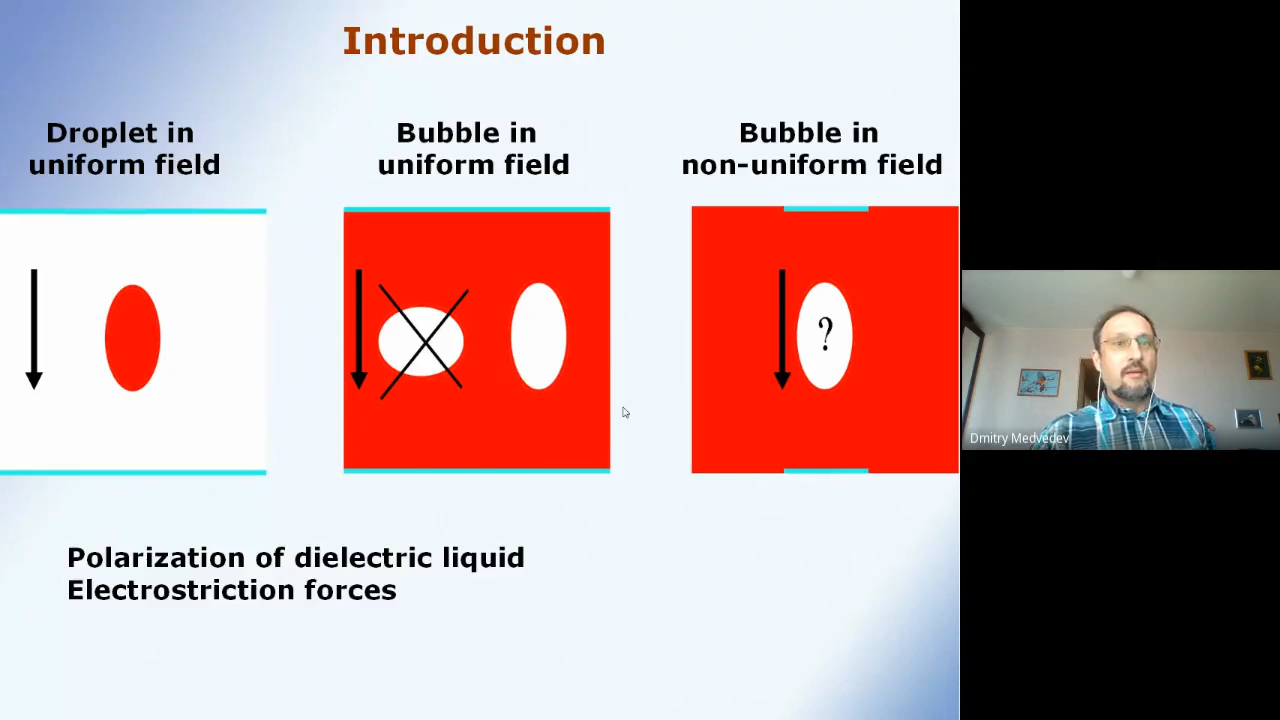 Introduction
Droplet in
uniform field
Bubble in
uniform field
Bubble in
non-uniform field
?
Polarization of dielectric liquid
Electrostriction forces
Dmitry Medvedev